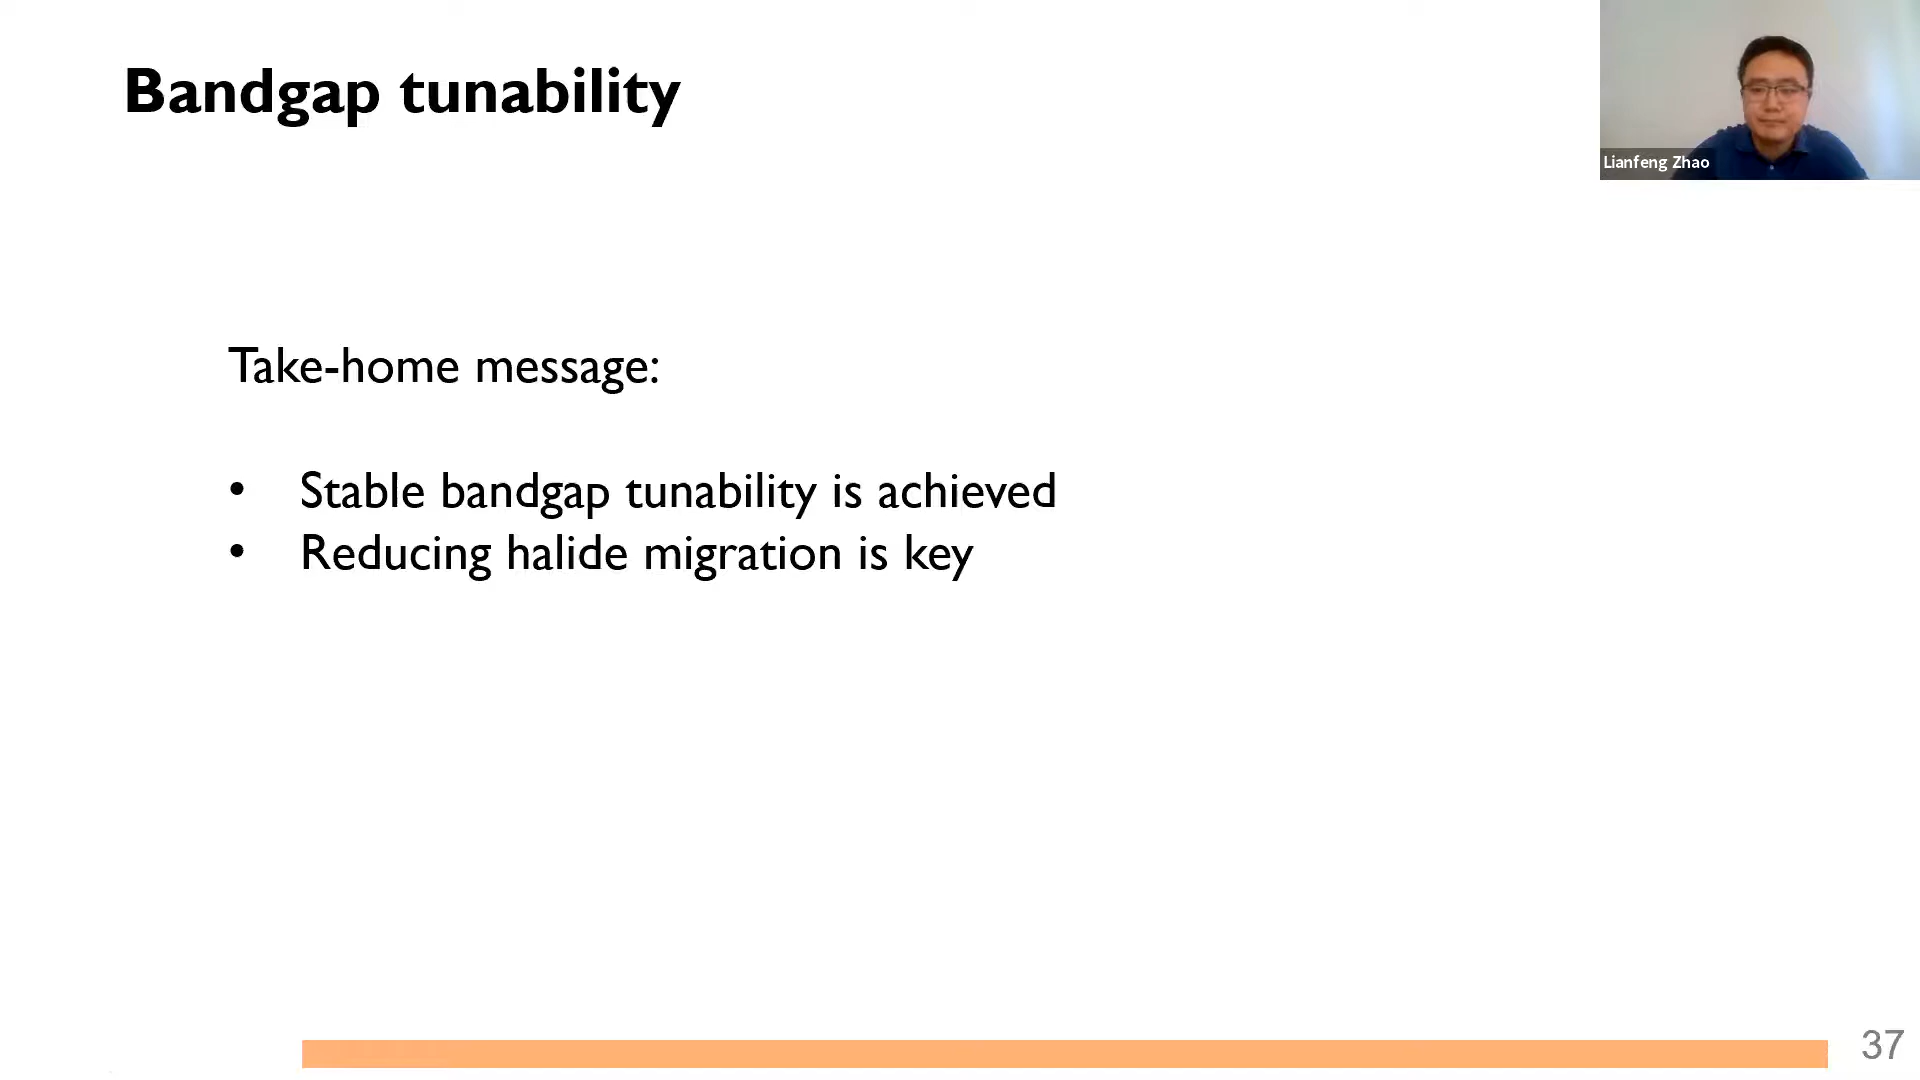 Bandgap tunability
Lianfeng Zhao
Take-home message:
• Stable bandgap tunability is achieved
• Reducing halide migration is key
37